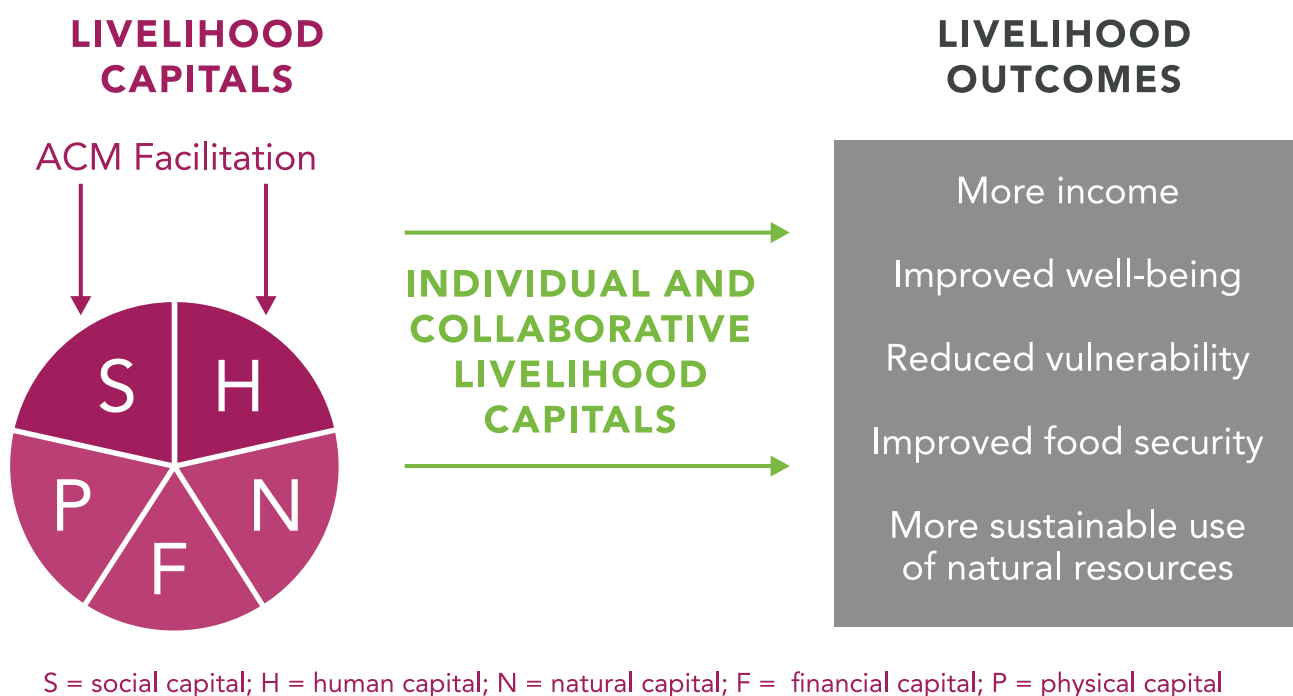 LIVELIHOOD
CAPITALS
ACM Facilitation
S
H
P
N
F
INDIVIDUAL AND
COLLABORATIVE
LIVELIHOOD
CAPITALS
LIVELIHOOD
OUTCOMES
More income
Improved well-being
Reduced vulnerability
Improved food security
More sustainable use
of natural resources
S = social capital; H = human capital; N = natural capital; F = financial capital; P = physical capital